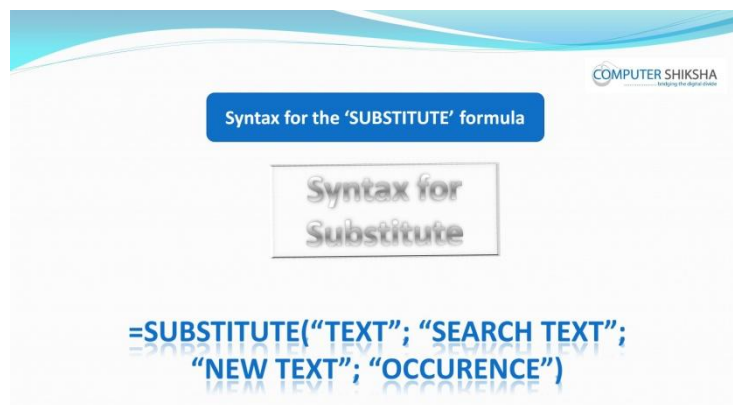 COMPUTER SHIKSHA
bridging the digital divide
Syntax for the ‘SUBSTITUTE’ formula
Syntax for
Substitute
=SUBSTITUTE(“TEXT”; “SEARCH TEXT”;
“NEW TEXT”; “OCCURENCE”)